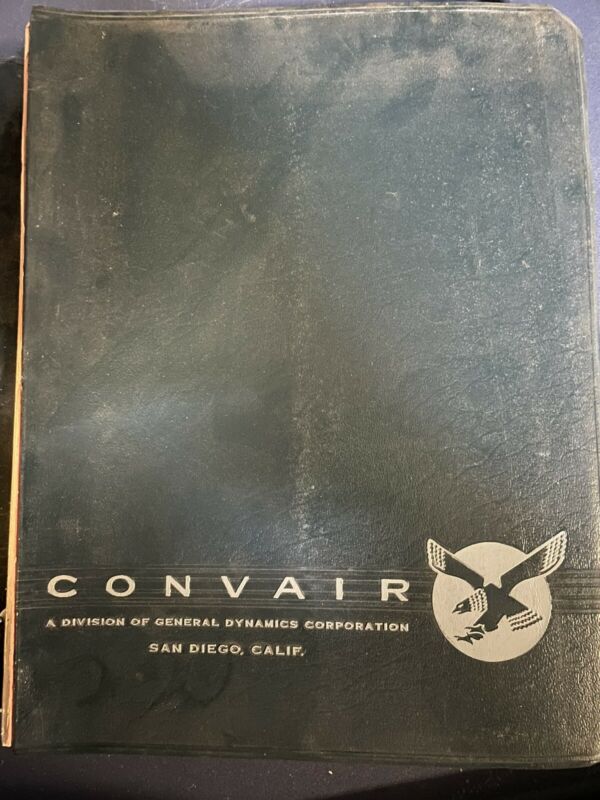 CONVAIR
A DIVISION OF GENERAL DYNAMICS CORPORATION
SAN DIEGO, CALIF.